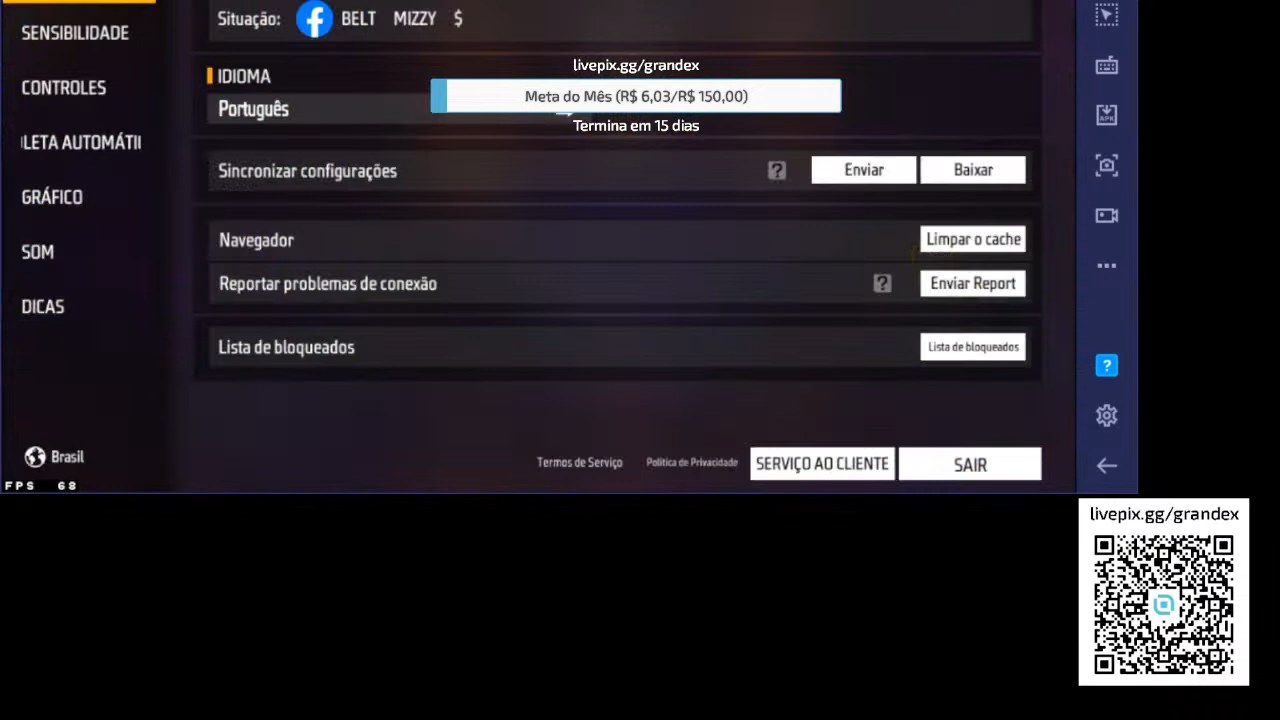 SENSIBILIDADE
CONTROLES
LETA AUTOMÁTI
GRÁFICO
SOM
DICAS
Brasil
FPS 68
Situação: BELT MIZZY $
IDIOMA
Português
livepix.gg/grandex
Meta do Mês (R$ 6,03/R$ 150,00)
Termina em 15 dias
Sincronizar configurações ? Enviar Baixar
Navegador Limpar o cache
Reportar problemas de conexão ? Enviar Report
Lista de bloqueados Lista de bloqueados
Termos de Serviço Política de Privacidade SERVIÇO AO CLIENTE SAIR
APK
?
livepix.gg/grandex